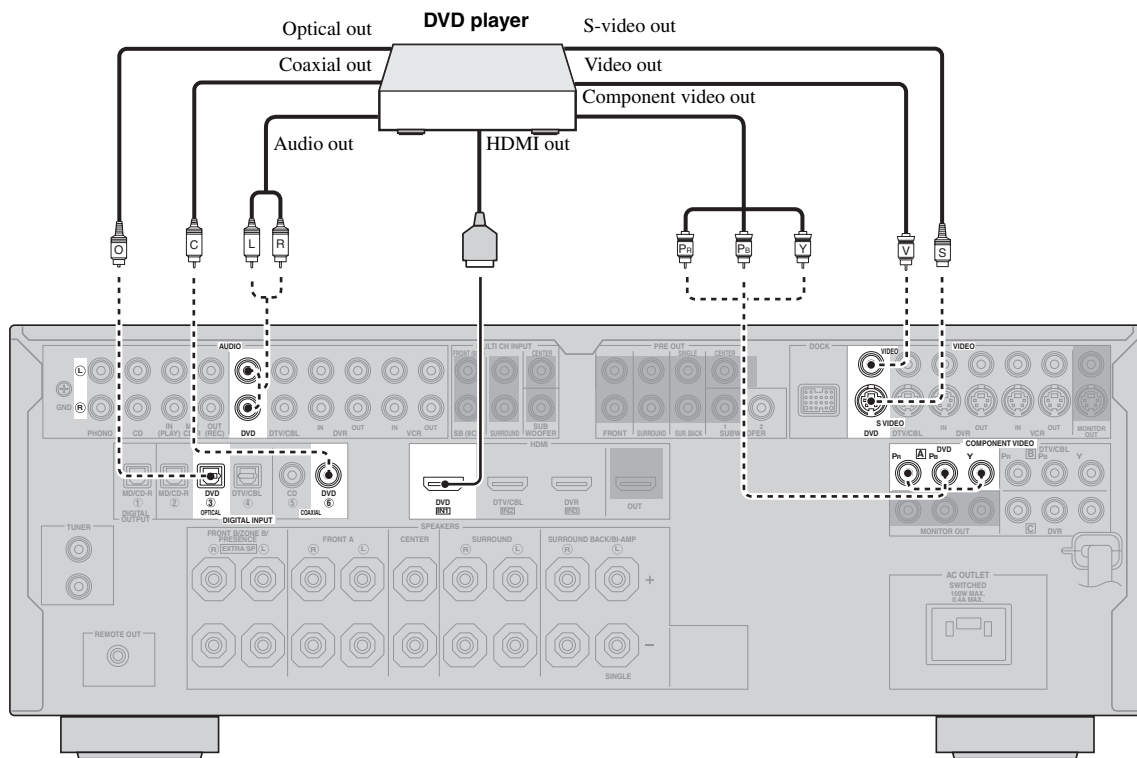 DVD player
Optical out
S-video out
Coaxial out
Video out
Component video out
Audio out
HDMI out
O
C
L
R
PR
PB
Y
V
S
AUDIO
MULTI CH INPUT
PRE OUT
DOCK
VIDEO
FRONT (6CH)
CENTER
SINGLE
CENTER
VIDEO
L
GND
R
S VIDEO
PHONO
CD
IN (PLAY)
OUT (REC)
DVD
DTV/CBL
IN
OUT
DVR
IN
OUT
VCR
SB (8CH)
SURROUND
SUB WOOFER
FRONT
SURROUND
SUR. BACK
1
2
SUBWOOFER
DVD
DTV/CBL
IN
OUT
DVR
IN
OUT
VCR
MONITOR OUT
HDMI
COMPONENT VIDEO
PR
A
PB
DVD
Y
PR
B
PB
DTV/CBL
Y
MD/CD-R
1
MD/CD-R
2
DVD
3
DTV/CBL
4
CD
5
DVD
6
DIGITAL OUTPUT
OPTICAL
COAXIAL
DIGITAL INPUT
DVD
IN1
DTV/CBL
IN2
DVR
IN3
OUT
MONITOR OUT
C
DVR
TUNER
SPEAKERS
FRONT B/ZONE B/
PRESENCE
R
EXTRA SP
L
FRONT A
R
L
CENTER
SURROUND
R
L
SURROUND BACK/BI-AMP
R
L
+
–
SINGLE
AC OUTLET
SWITCHED
100W MAX.
0.4A MAX.
REMOTE OUT